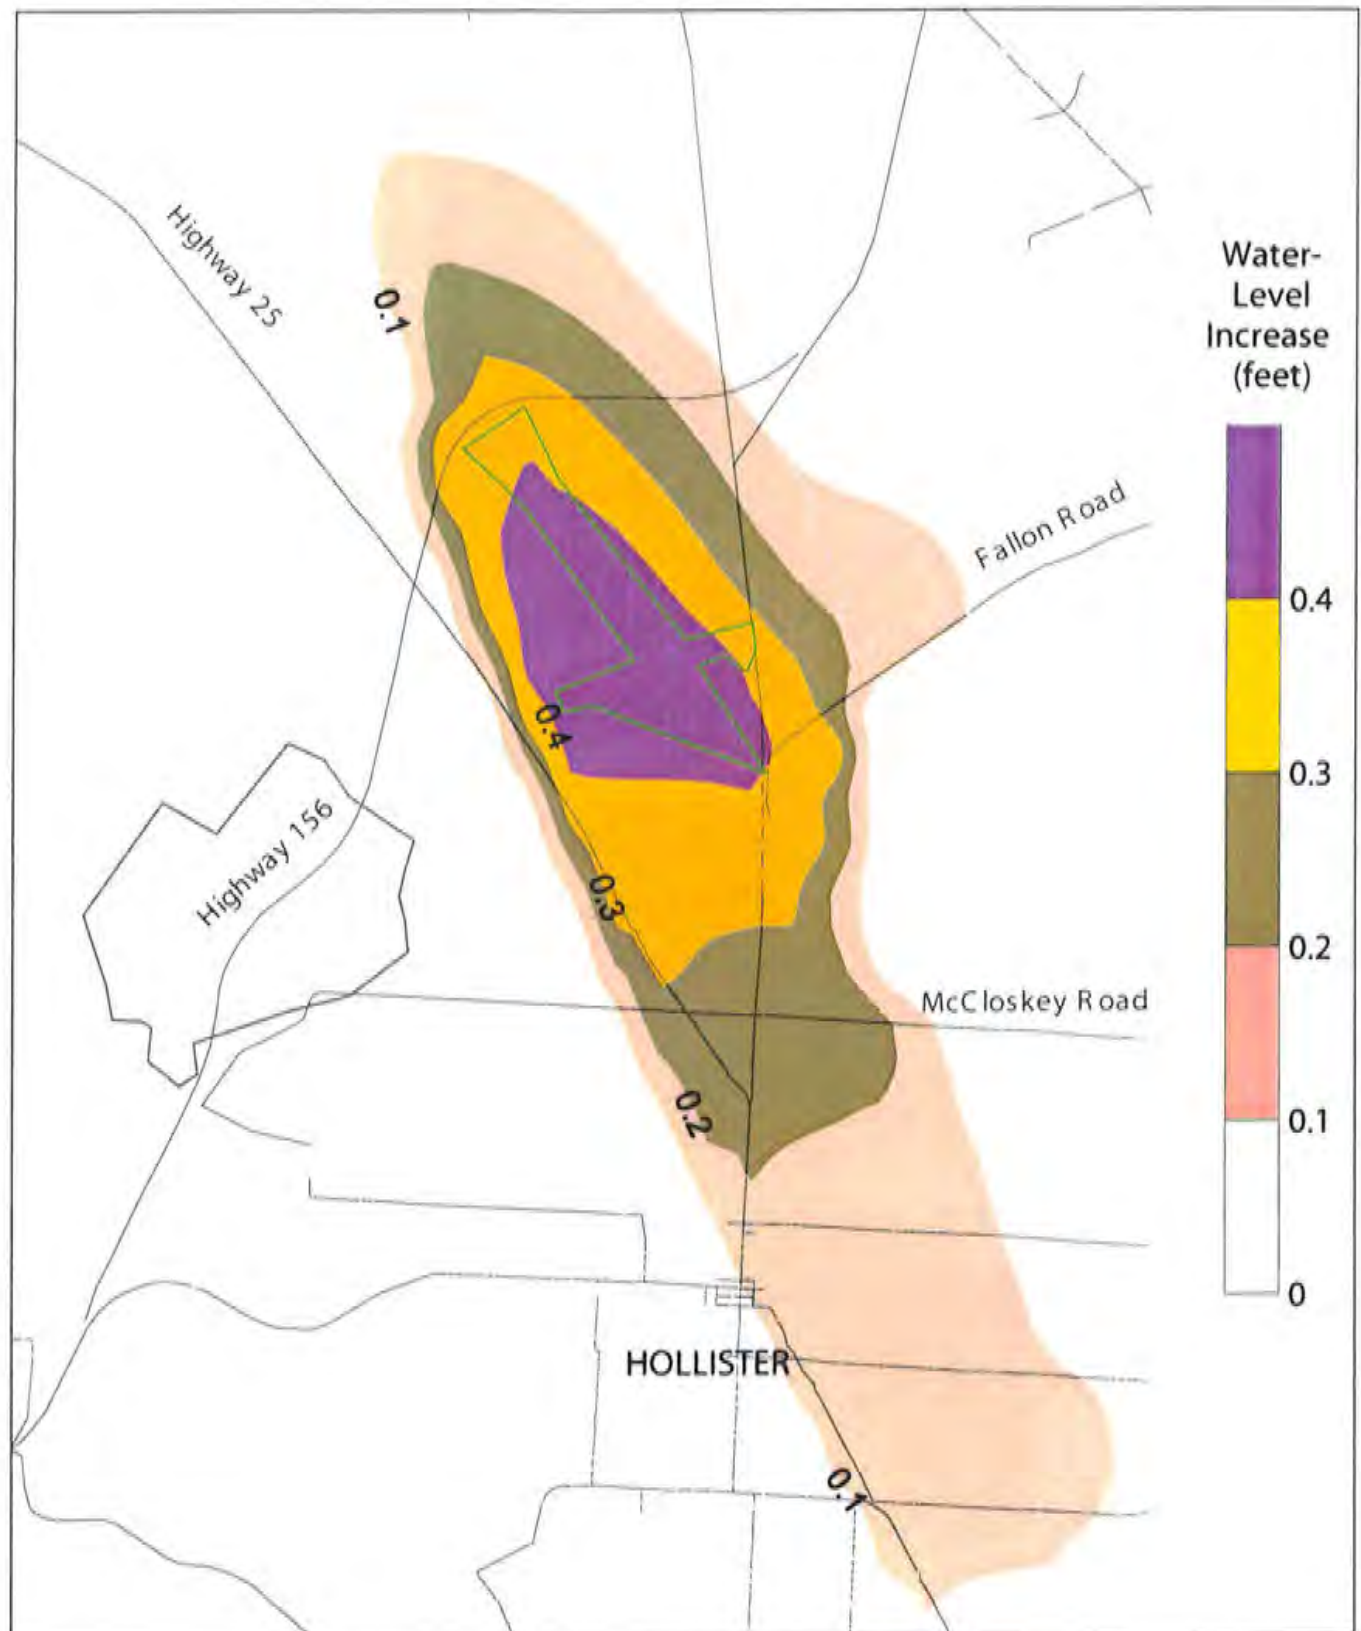 Highway 25
0.1
Water-
Level
Increase
(feet)
Fallon Road
0.4
0.4
0.3
Highway 156
0.3
0.2
McCloskey Road
0.2
0.1
0
HOLLISTER
0.1